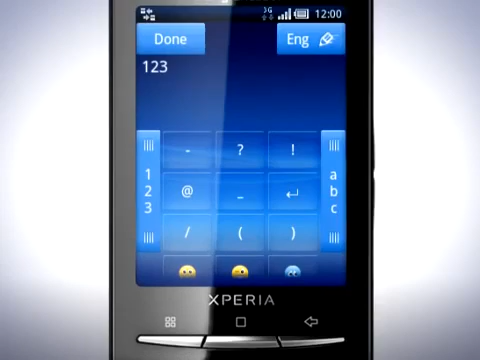 3G 12:00
Done Eng
123
- ? !
1 2 3 @ _ ↵ a b c
/ ( )
XPERIA